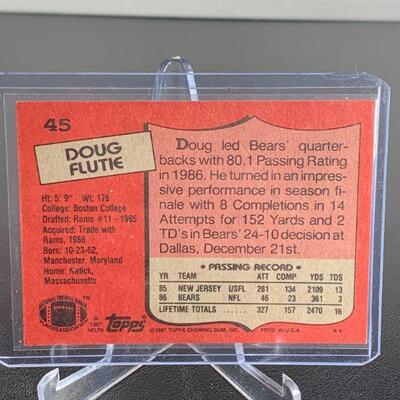 45
DOUG
FLUTIE
Ht: 5' 9" Wt: 176
College: Boston College
Drafted: Rams #11 - 1985
Acquired: Trade with
Rams, 1986
Born: 10-23-62,
Manchester, Maryland
Home: Natick,
Massachusetts
Doug led Bears' quarter-
backs with 80.1 Passing Rating
in 1986. He turned in an impres-
sive performance in season fi-
nale with 8 Completions in 14
Attempts for 152 Yards and 2
TD's in Bears' 24-10 decision at
Dallas, December 21st.
PASSING RECORD
YR TEAM ATT COMP YDS TDS
85 NEW JERSEY USFL 281 134 2109 13
86 BEARS NFL 46 23 361 3
LIFETIME TOTALS 327 157 2470 16
© 1987 NFLPA
Topps
©1987 TOPPS CHEWING GUM, INC. PRTD. IN U.S.A.